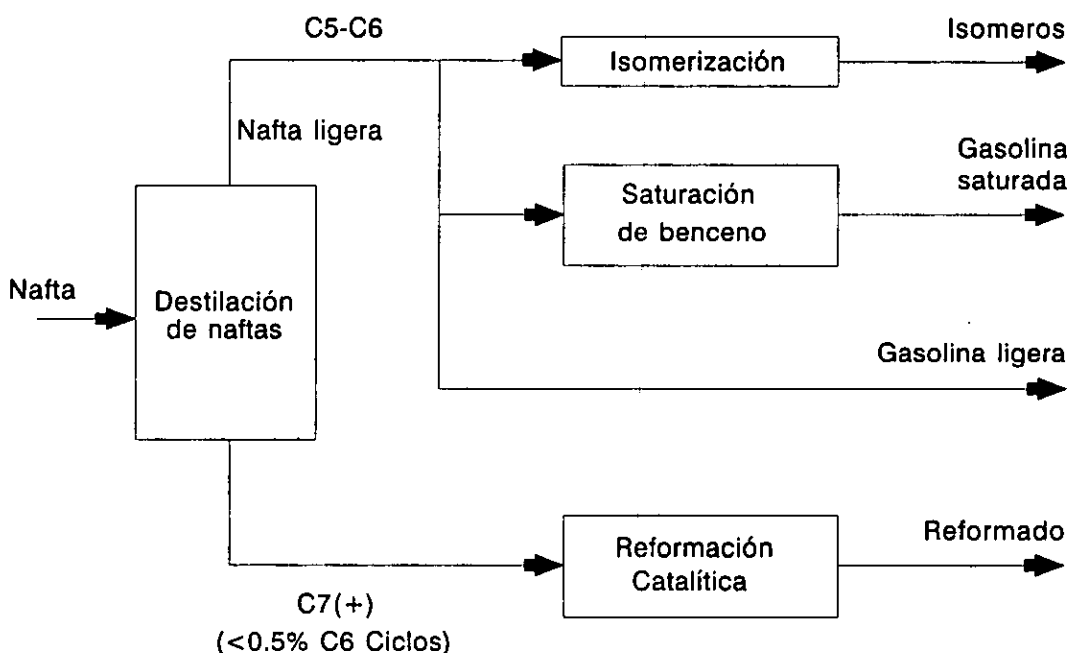 C5-C6
Isomeros
Isomerización
Nafta ligera
Gasolina
saturada
Saturación
de benceno
Nafta
Destilación
de naftas
Gasolina ligera
Reformado
Reformación
Catalítica
C7(+)
(<0.5% C6 Ciclos)